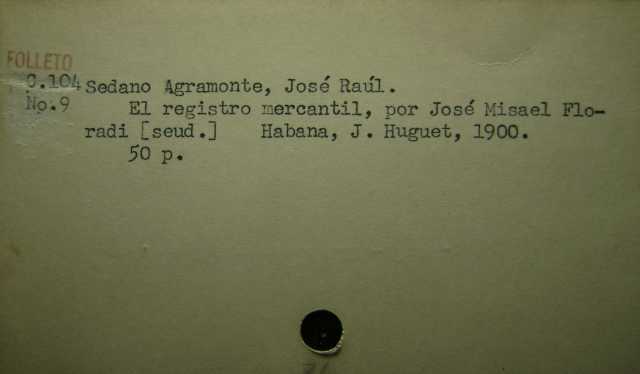 FOLLETO
C.104 Sedano Agramonte, José Raúl.
No.9 El registro mercantil, por José Misael Flo-
radi [seud.] Habana, J. Huguet, 1900.
50 p.